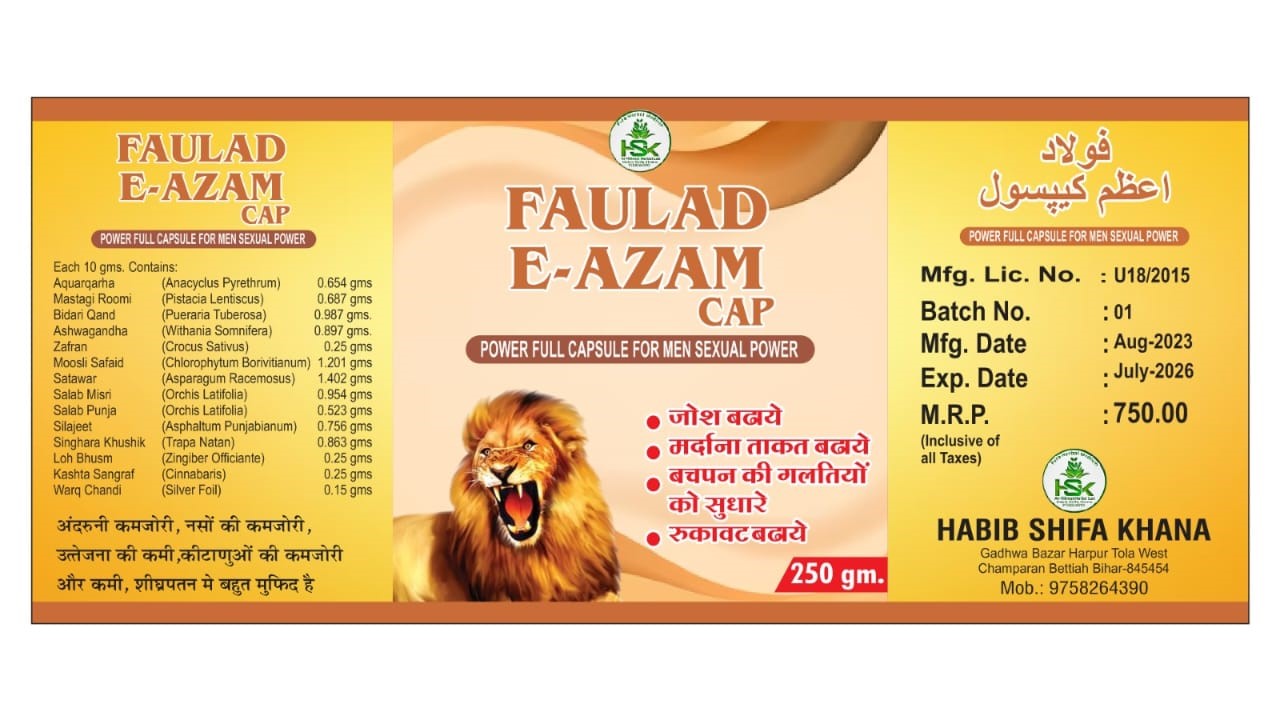 FAULAD
E-AZAM
CAP
POWER FULL CAPSULE FOR MEN SEXUAL POWER
Each 10 gms. Contains:
Aquarqarha (Anacyclus Pyrethrum) 0.654 gms
Mastagi Roomi (Pistacia Lentiscus) 0.687 gms
Bidari Qand (Pueraria Tuberosa) 0.987 gms.
Ashwagandha (Withania Somnifera) 0.897 gms.
Zafran (Crocus Sativus) 0.25 gms
Moosli Safaid (Chlorophytum Borivitianum) 1.201 gms
Satawar (Asparagum Racemosus) 1.402 gms
Salab Misri (Orchis Latifolia) 0.954 gms
Salab Punja (Orchis Latifolia) 0.523 gms
Silajeet (Asphaltum Punjabianum) 0.756 gms
Singhara Khushik (Trapa Natan) 0.863 gms
Loh Bhusm (Zingiber Officiante) 0.25 gms
Kashta Sangraf (Cinnabaris) 0.25 gms
Warq Chandi (Silver Foil) 0.15 gms
अंदरुनी कमजोरी, नसों की कमजोरी,
उत्तेजना की कमी,कीटाणुओं की कमजोरी
और कमी, शीघ्रपतन मे बहुत मुफिद है
HSK
FAULAD
E-AZAM
CAP
POWER FULL CAPSULE FOR MEN SEXUAL POWER
• जोश बढाये
• मर्दाना ताकत बढाये
• बचपन की गलतियों
को सुधारे
• रुकावट बढाये
250 gm.
فولاد
اعظم کیپسول
POWER FULL CAPSULE FOR MEN SEXUAL POWER
Mfg. Lic. No. : U18/2015
Batch No. : 01
Mfg. Date : Aug-2023
Exp. Date : July-2026
M.R.P. : 750.00
(Inclusive of
all Taxes)
HSK
HABIB SHIFA KHANA
Gadhwa Bazar Harpur Tola West
Champaran Bettiah Bihar-845454
Mob.: 9758264390